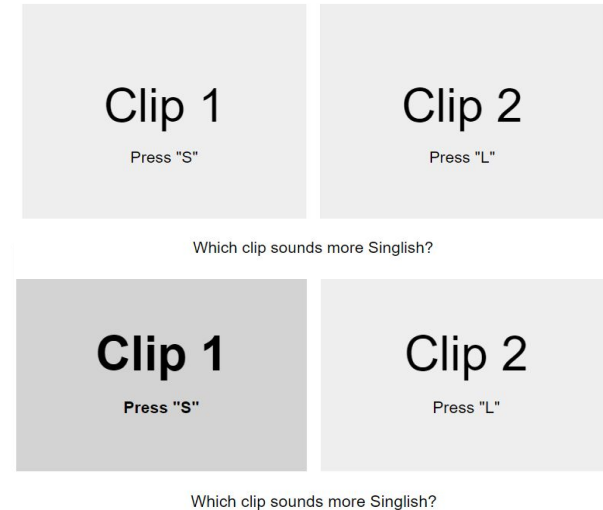 Clip 1 Clip 2
Press "S" Press "L"
Which clip sounds more Singlish?
Clip 1 Clip 2
Press "S" Press "L"
Which clip sounds more Singlish?